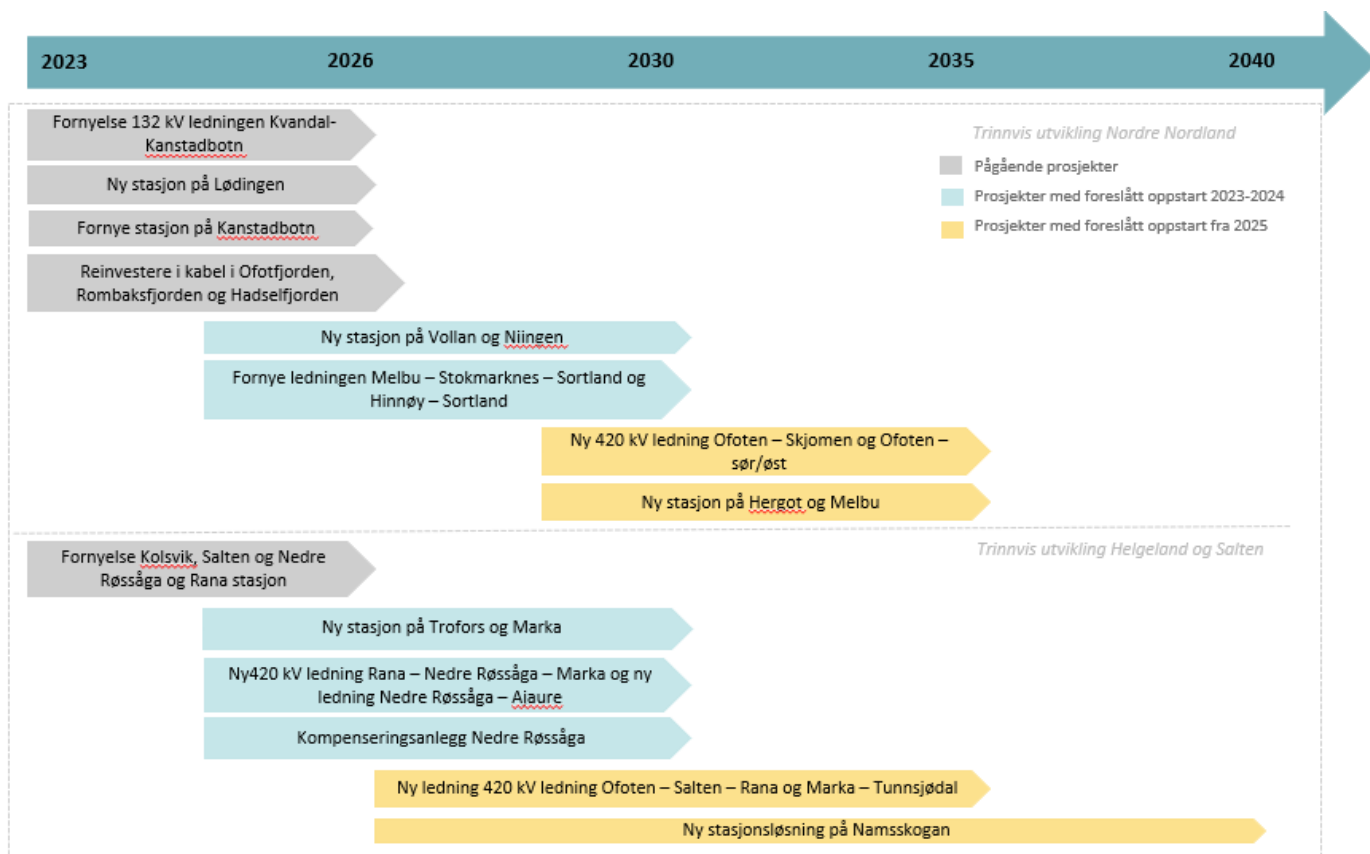 2023 2026 2030 2035 2040
Fornyelse 132 kV ledningen Kvandal-
Kanstadbotn
Trinnvis utvikling Nordre Nordland
Pågående prosjekter
Ny stasjon på Lødingen
Prosjekter med foreslått oppstart 2023-2024
Fornye stasjon på Kanstadbotn
Prosjekter med foreslått oppstart fra 2025
Reinvestere i kabel i Ofotfjorden,
Rombaksfjorden og Hadselfjorden
Ny stasjon på Vollan og Niingen
Fornye ledningen Melbu – Stokmarknes – Sortland og
Hinnøy – Sortland
Ny 420 kV ledning Ofoten – Skjomen og Ofoten –
sør/øst
Ny stasjon på Hergot og Melbu
Trinnvis utvikling Helgeland og Salten
Fornyelse Kolsvik, Salten og Nedre
Røssåga og Rana stasjon
Ny stasjon på Trofors og Marka
Ny420 kV ledning Rana – Nedre Røssåga – Marka og ny
ledning Nedre Røssåga – Ajaure
Kompenseringsanlegg Nedre Røssåga
Ny ledning 420 kV ledning Ofoten – Salten – Rana og Marka – Tunnsjødal
Ny stasjonsløsning på Namsskogan